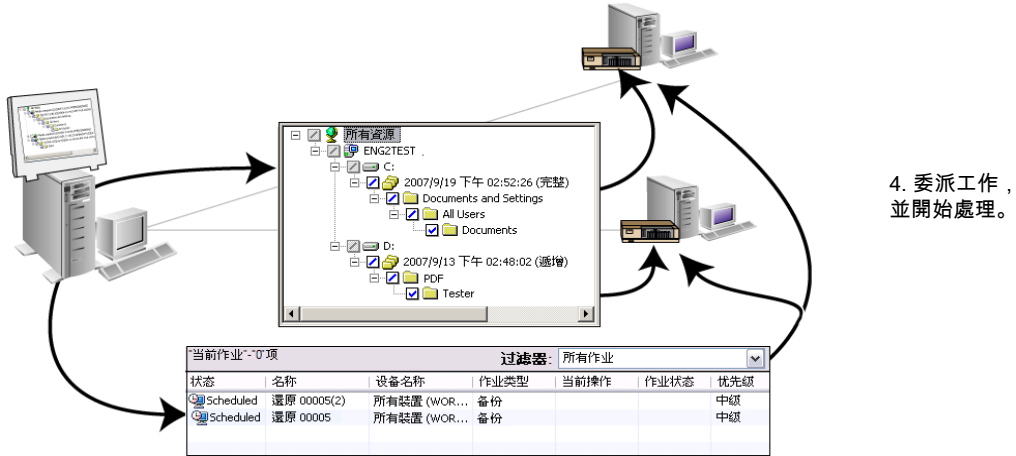 所有資源
ENG2TEST
C:
2007/9/19 下午 02:52:26 (完整)
Documents and Settings
All Users
Documents
D:
2007/9/13 下午 02:48:02 (遞增)
PDF
Tester
4. 委派工作，
並開始處理。
"当前作业"-"0"项 过滤器: 所有作业
状态 名称 设备名称 作业类型 当前操作 作业状态 优先级
Scheduled 還原 00005(2) 所有裝置 (WOR... 备份 中级
Scheduled 還原 00005 所有裝置 (WOR... 备份 中级